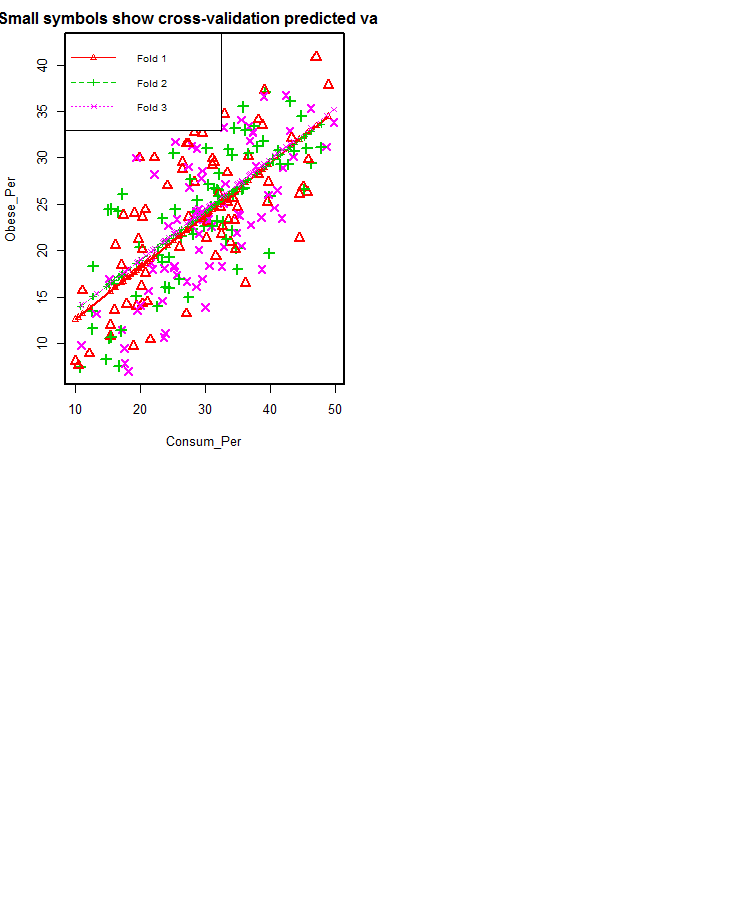 Small symbols show cross-validation predicted va
Fold 1
Fold 2
Fold 3
40
35
30
25
20
15
10
Obese_Per
10 20 30 40 50
Consum_Per